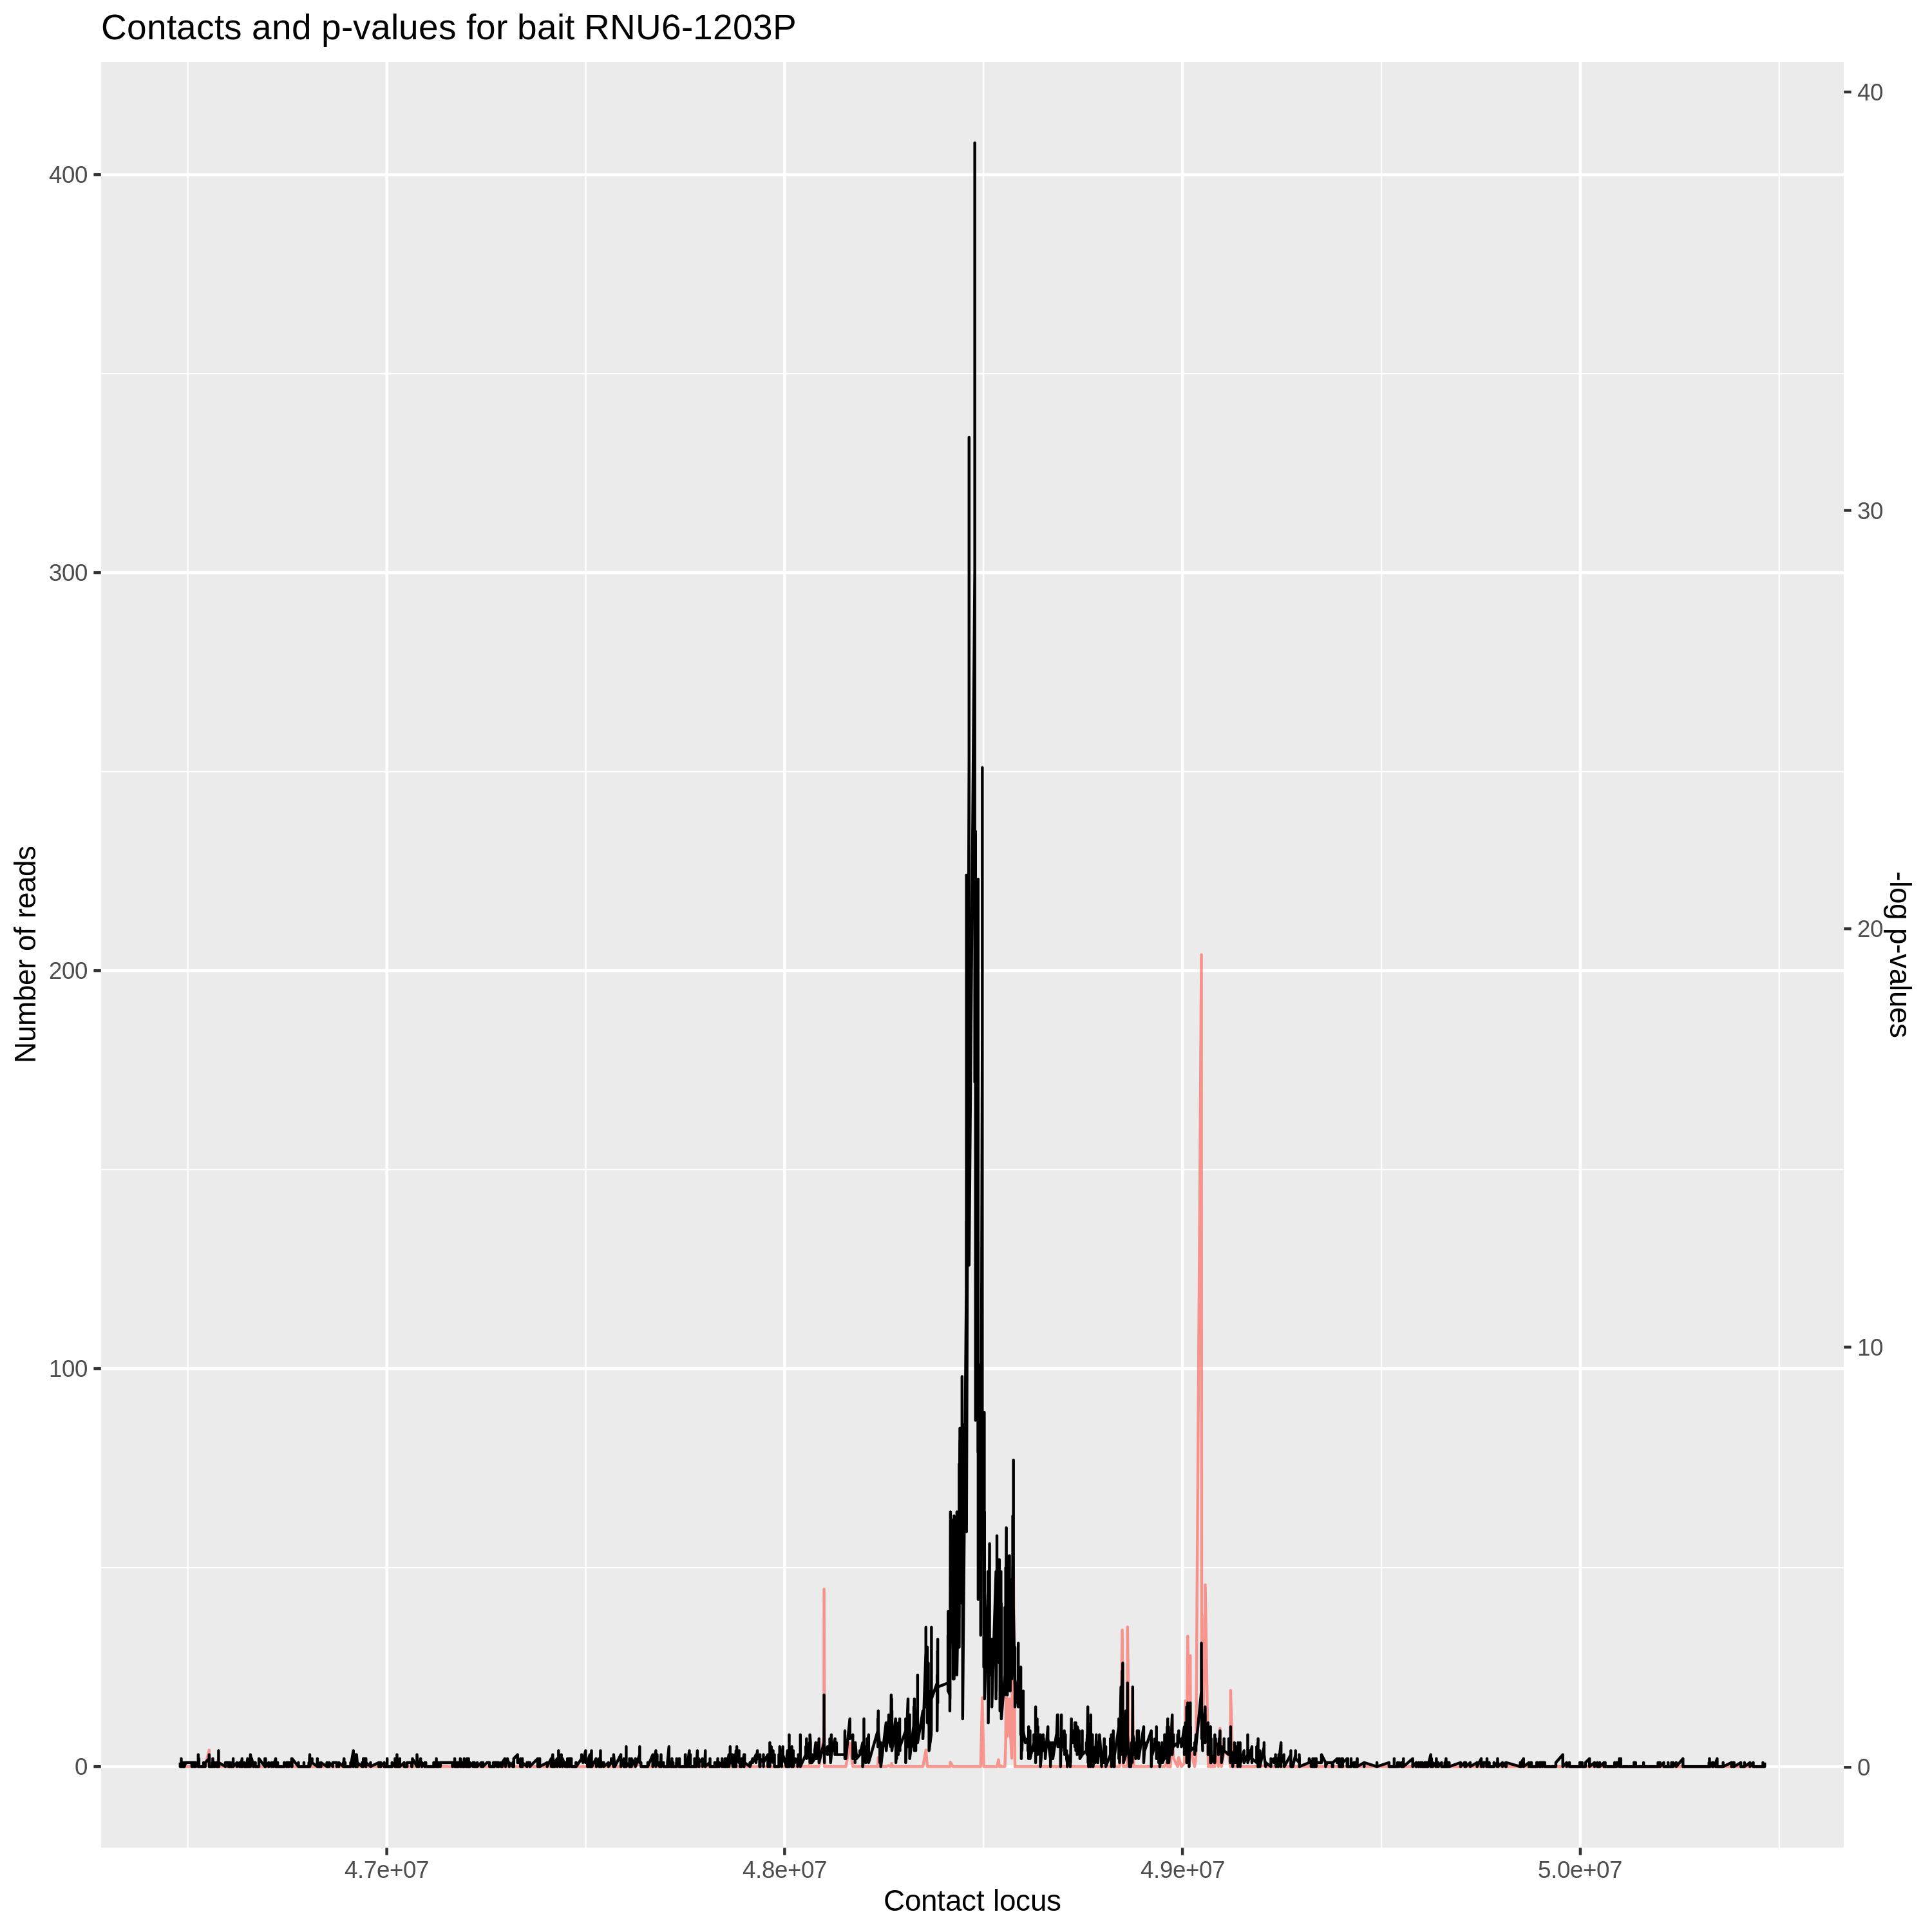 Contacts and p-values for bait RNU6-1203P
400
300
200
100
0
Number of reads
40
30
20
10
0
-log p-values
4.7e+07 4.8e+07 4.9e+07 5.0e+07
Contact locus